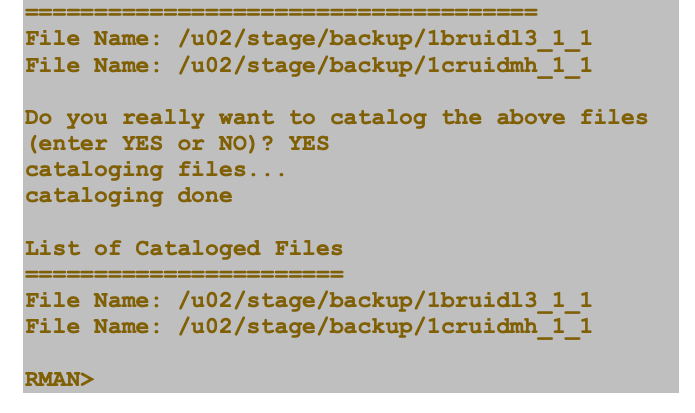 =====================================
File Name: /u02/stage/backup/1bruidl3_1_1
File Name: /u02/stage/backup/1cruidmh_1_1
Do you really want to catalog the above files
(enter YES or NO)? YES
cataloging files...
cataloging done
List of Cataloged Files
=======================
File Name: /u02/stage/backup/1bruidl3_1_1
File Name: /u02/stage/backup/1cruidmh_1_1
RMAN>